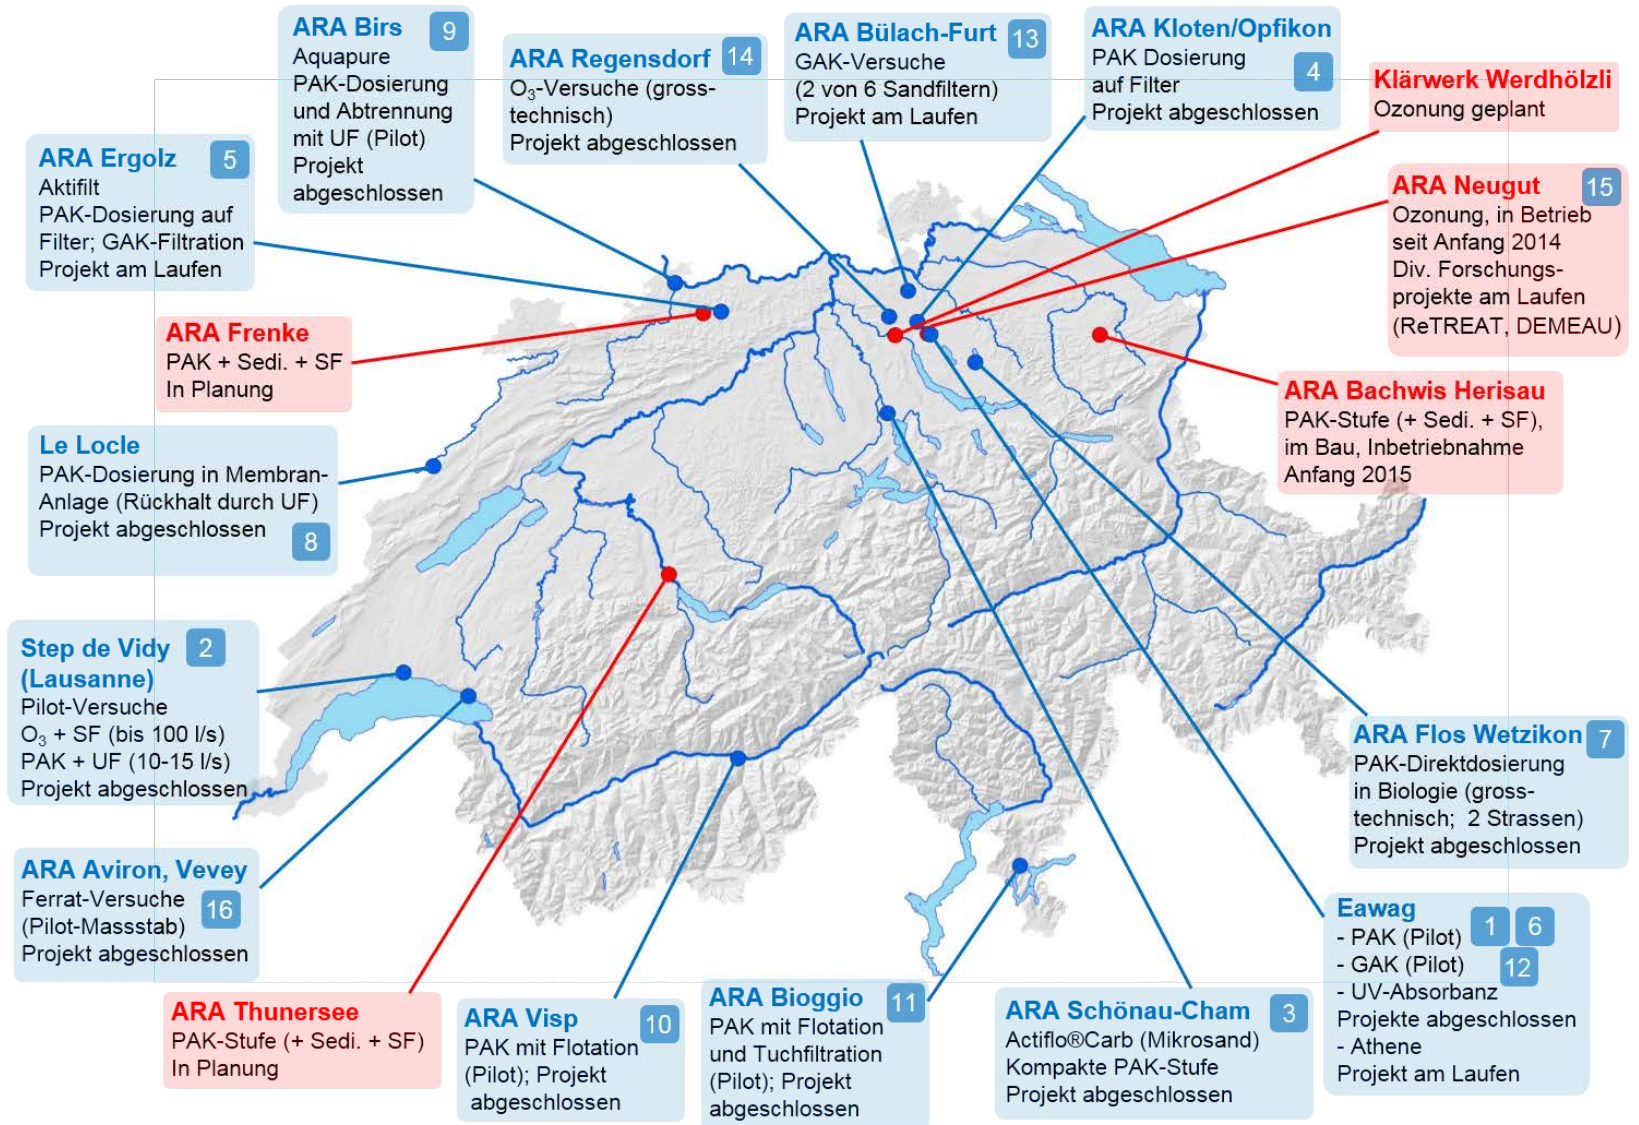 ARA Birs 9
Aquapure
PAK-Dosierung
und Abtrennung
mit UF (Pilot)
Projekt
abgeschlossen
ARA Regensdorf 14
O₃-Versuche (gross-
technisch)
Projekt abgeschlossen
ARA Bülach-Furt 13
GAK-Versuche
(2 von 6 Sandfiltern)
Projekt am Laufen
ARA Kloten/Opfikon
PAK Dosierung
auf Filter 4
Projekt abgeschlossen
Klärwerk Werdhölzli
Ozonung geplant
ARA Ergolz 5
Aktifilt
PAK-Dosierung auf
Filter; GAK-Filtration
Projekt am Laufen
ARA Neugut 15
Ozonung, in Betrieb
seit Anfang 2014
Div. Forschungs-
projekte am Laufen
(ReTREAT, DEMEAU)
ARA Frenke
PAK + Sedi. + SF
In Planung
ARA Bachwis Herisau
PAK-Stufe (+ Sedi. + SF),
im Bau, Inbetriebnahme
Anfang 2015
Le Locle
PAK-Dosierung in Membran-
Anlage (Rückhalt durch UF)
Projekt abgeschlossen
8
Step de Vidy 2
(Lausanne)
Pilot-Versuche
O₃ + SF (bis 100 l/s)
PAK + UF (10-15 l/s)
Projekt abgeschlossen
ARA Flos Wetzikon 7
PAK-Direktdosierung
in Biologie (gross-
technisch; 2 Strassen)
Projekt abgeschlossen
ARA Aviron, Vevey
Ferrat-Versuche
(Pilot-Massstab) 16
Projekt abgeschlossen
Eawag
- PAK (Pilot) 1 6
- GAK (Pilot) 12
- UV-Absorbanz
Projekte abgeschlossen
- Athene
Projekt am Laufen
ARA Thunersee
PAK-Stufe (+ Sedi. + SF)
In Planung
ARA Visp 10
PAK mit Flotation
(Pilot); Projekt
abgeschlossen
ARA Bioggio 11
PAK mit Flotation
und Tuchfiltration
(Pilot); Projekt
abgeschlossen
ARA Schönau-Cham 3
Actiflo®Carb (Mikrosand)
Kompakte PAK-Stufe
Projekt abgeschlossen